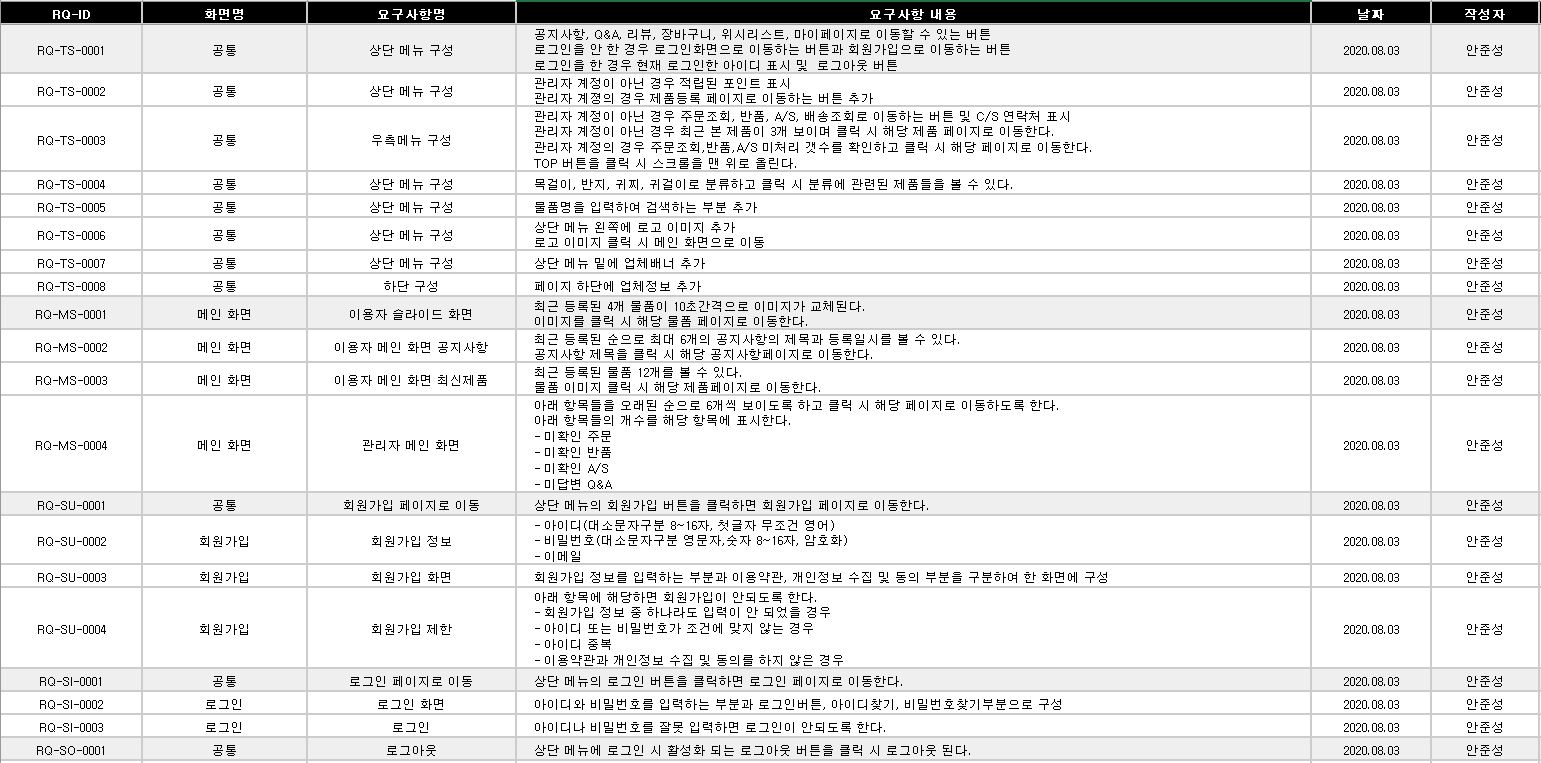 RQ-ID 화면명 요구사항명 요구사항 내용 날짜 작성자
RQ-TS-0001 공통 상단 메뉴 구성 공지사항, Q&A, 리뷰, 장바구니, 위시리스트, 마이페이지로 이동할 수 있는 버튼
로그인을 안 한 경우 로그인화면으로 이동하는 버튼과 회원가입으로 이동하는 버튼
로그인을 한 경우 현재 로그인한 아이디 표시 및 로그아웃 버튼 2020.08.03 안준성
RQ-TS-0002 공통 상단 메뉴 구성 관리자 계정이 아닌 경우 적립된 포인트 표시
관리자 계졍의 경우 제품등록 페이지로 이동하는 버튼 추가 2020.08.03 안준성
RQ-TS-0003 공통 우측메뉴 구성 관리자 계정이 아닌 경우 주문조회, 반품, A/S, 배송조회로 이동하는 버튼 및 C/S 연락처 표시
관리자 계정이 아닌 경우 최근 본 제품이 3개 보이며 클릭 시 해당 제품 페이지로 이동한다.
관리자 계정의 경우 주문조회,반품,A/S 미처리 갯수를 확인하고 클릭 시 해당 페이지로 이동한다.
TOP 버튼을 클릭 시 스크롤을 맨 위로 올린다. 2020.08.03 안준성
RQ-TS-0004 공통 상단 메뉴 구성 목걸이, 반지, 귀찌, 귀걸이로 분류하고 클릭 시 분류에 관련된 제품들을 볼 수 있다. 2020.08.03 안준성
RQ-TS-0005 공통 상단 메뉴 구성 물품명을 입력하여 검색하는 부분 추가 2020.08.03 안준성
RQ-TS-0006 공통 상단 메뉴 구성 상단 메뉴 왼쪽에 로고 이미지 추가
로고 이미지 클릭 시 메인 화면으로 이동 2020.08.03 안준성
RQ-TS-0007 공통 상단 메뉴 구성 상단 메뉴 밑에 업체배너 추가 2020.08.03 안준성
RQ-TS-0008 공통 하단 구성 페이지 하단에 업체정보 추가 2020.08.03 안준성
RQ-MS-0001 메인 화면 이용자 슬라이드 화면 최근 등록된 4개 물품이 10초간격으로 이미지가 교체된다.
이미지를 클릭 시 해당 물품 페이지로 이동한다. 2020.08.03 안준성
RQ-MS-0002 메인 화면 이용자 메인 화면 공지사항 최근 등록된 순으로 최대 6개의 공지사항의 제목과 등록일시를 볼 수 있다.
공지사항 제목을 클릭 시 해당 공지사항페이지로 이동한다. 2020.08.03 안준성
RQ-MS-0003 메인 화면 이용자 메인 화면 최신제품 최근 등록된 물품 12개를 볼 수 있다.
물품 이미지 클릭 시 해당 제품페이지로 이동한다. 2020.08.03 안준성
RQ-MS-0004 메인 화면 관리자 메인 화면 아래 항목들을 오래된 순으로 6개씩 보이도록 하고 클릭 시 해당 페이지로 이동하도록 한다.
아래 항목들의 개수를 해당 항목에 표시한다.
- 미확인 주문
- 미확인 반품
- 미확인 A/S
- 미답변 Q&A 2020.08.03 안준성
RQ-SU-0001 공통 회원가입 페이지로 이동 상단 메뉴의 회원가입 버튼을 클릭하면 회원가입 페이지로 이동한다. 2020.08.03 안준성
RQ-SU-0002 회원가입 회원가입 정보 - 아이디(대소문자구분 8~16자, 첫글자 무조건 영어)
- 비밀번호(대소문자구분 영문자,숫자 8~16자, 암호화)
- 이메일 2020.08.03 안준성
RQ-SU-0003 회원가입 회원가입 화면 회원가입 정보를 입력하는 부분과 이용약관, 개인정보 수집 및 동의 부분을 구분하여 한 화면에 구성 2020.08.03 안준성
RQ-SU-0004 회원가입 회원가입 제한 아래 항목에 해당하면 회원가입이 안되도록 한다.
- 회원가입 정보 중 하나라도 입력이 안 되었을 경우
- 아이디 또는 비밀번호가 조건에 맞지 않는 경우
- 아이디 중복
- 이용약관과 개인정보 수집 및 동의를 하지 않은 경우 2020.08.03 안준성
RQ-SI-0001 공통 로그인 페이지로 이동 상단 메뉴의 로그인 버튼을 클릭하면 로그인 페이지로 이동한다. 2020.08.03 안준성
RQ-SI-0002 로그인 로그인 화면 아이디와 비밀번호를 입력하는 부분과 로그인버튼, 아이디찾기, 비밀번호찾기부분으로 구성 2020.08.03 안준성
RQ-SI-0003 로그인 로그인 아이디나 비밀번호를 잘못 입력하면 로그인이 안되도록 한다. 2020.08.03 안준성
RQ-SO-0001 공통 로그아웃 상단 메뉴에 로그인 시 활성화 되는 로그아웃 버튼을 클릭 시 로그아웃 된다. 2020.08.03 안준성